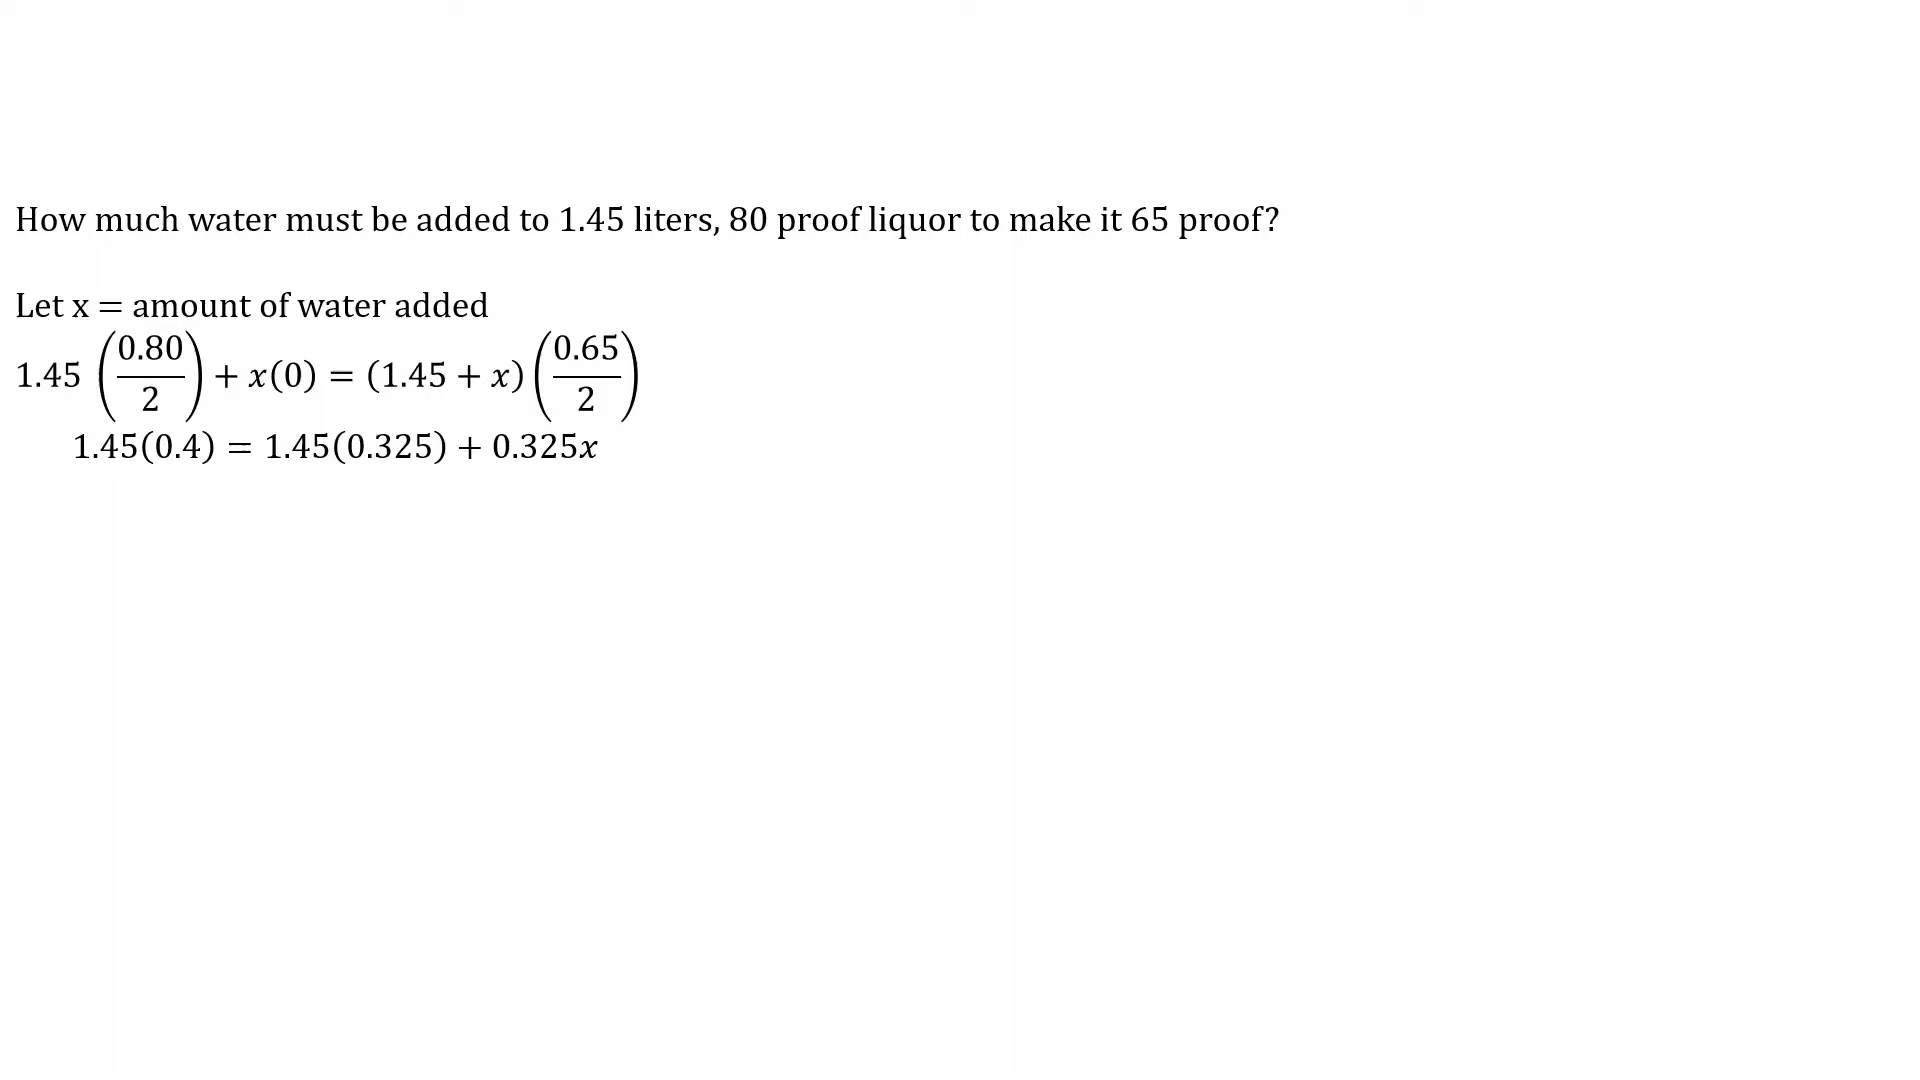 How much water must be added to 1.45 liters, 80 proof liquor to make it 65 proof?
Let x = amount of water added
1.45 (0.80/2) + x(0) = (1.45 + x)(0.65/2)
1.45(0.4) = 1.45(0.325) + 0.325x